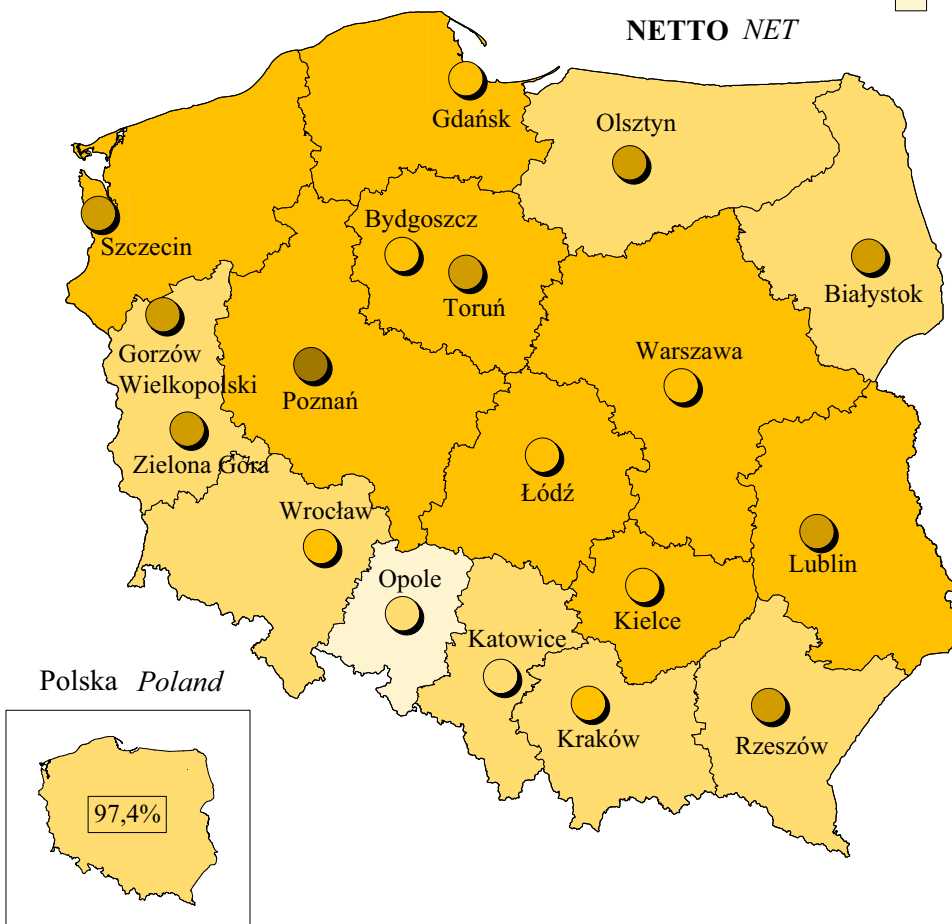 NETTO NET
Gdańsk
Olsztyn
Bydgoszcz
Szczecin
Toruń
Białystok
Gorzów
Wielkopolski
Poznań
Warszawa
Zielona Góra
Łódź
Wrocław
Lublin
Opole
Kielce
Katowice
Kraków
Rzeszów
Polska Poland
97,4%